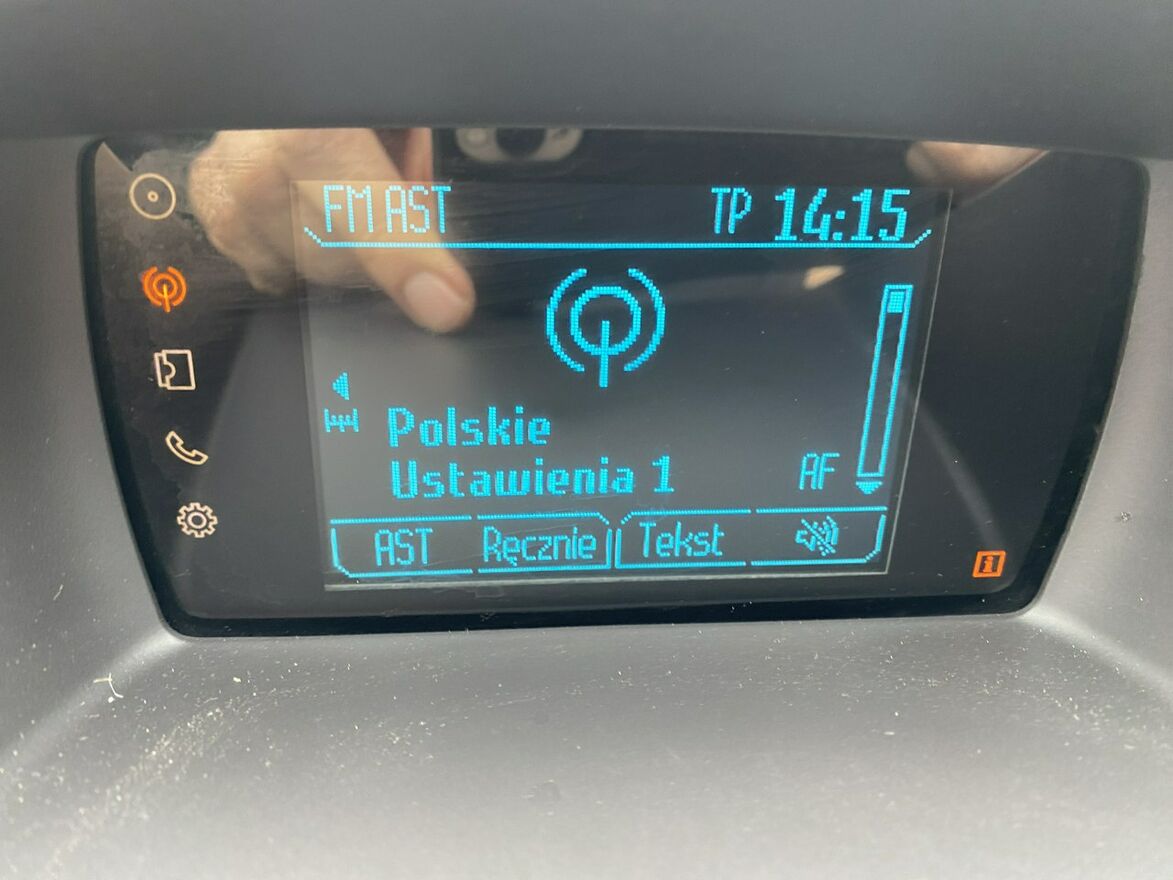 FM AST TP 14:15
Polskie
Ustawienia 1 AF
AST Ręcznie Tekst
i